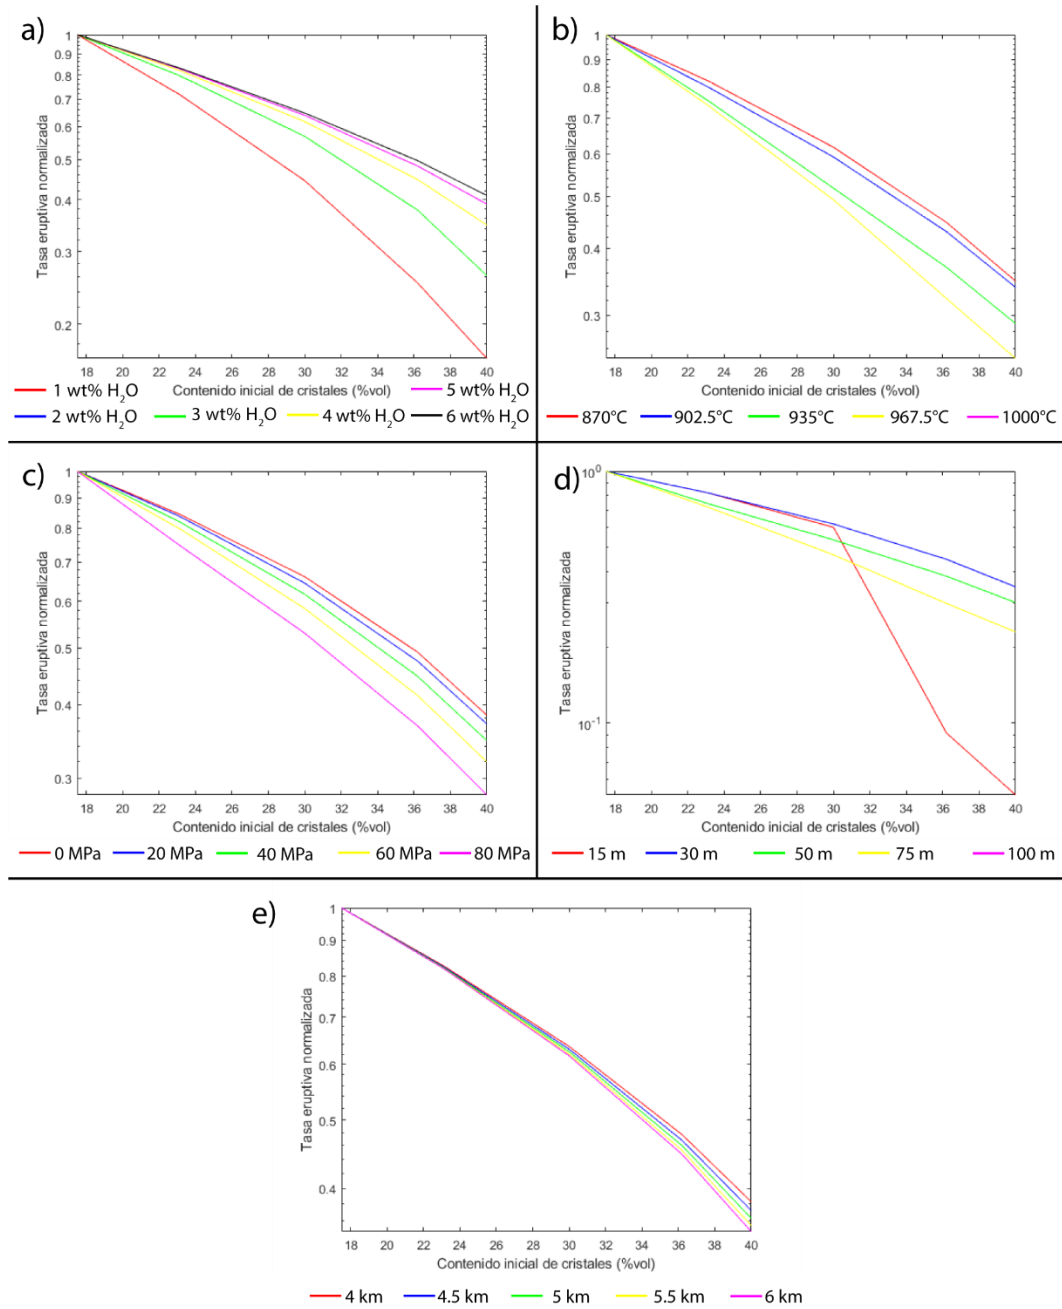 a)
1
0.9
0.8
0.7
0.6
0.5
0.4
0.3
0.2
Tasa eruptiva normalizada
18 20 22 24 26 28 30 32 34 36 38 40
Contenido inicial de cristales (%vol)
1 wt% H2O 5 wt% H2O
2 wt% H2O 3 wt% H2O 4 wt% H2O 6 wt% H2O
b)
1
0.9
0.8
0.7
0.6
0.5
0.4
0.3
Tasa eruptiva normalizada
18 20 22 24 26 28 30 32 34 36 38 40
Contenido inicial de cristales (%vol)
870°C 902.5°C 935°C 967.5°C 1000°C
c)
1
0.9
0.8
0.7
0.6
0.5
0.4
0.3
Tasa eruptiva normalizada
18 20 22 24 26 28 30 32 34 36 38 40
Contenido inicial de cristales (%vol)
0 MPa 20 MPa 40 MPa 60 MPa 80 MPa
d)
10^0
10^-1
Tasa eruptiva normalizada
18 20 22 24 26 28 30 32 34 36 38 40
Contenido inicial de cristales (%vol)
15 m 30 m 50 m 75 m 100 m
e)
1
0.9
0.8
0.7
0.6
0.5
0.4
Tasa eruptiva normalizada
18 20 22 24 26 28 30 32 34 36 38 40
Contenido inicial de cristales (%vol)
4 km 4.5 km 5 km 5.5 km 6 km